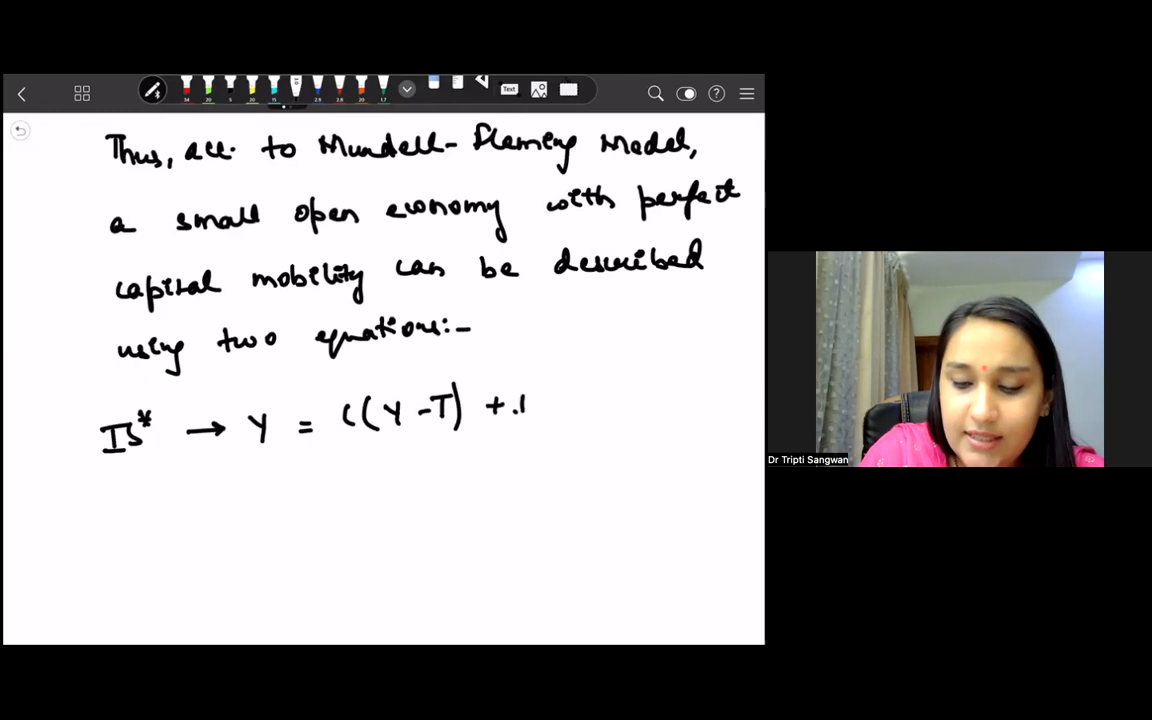 Thus, acc. to Mundell-Fleming Model,
a small open economy with perfect
capital mobility can be described
using two equations:-
IS* → Y = C(Y-T) +
Text
Dr Tripti Sangwan